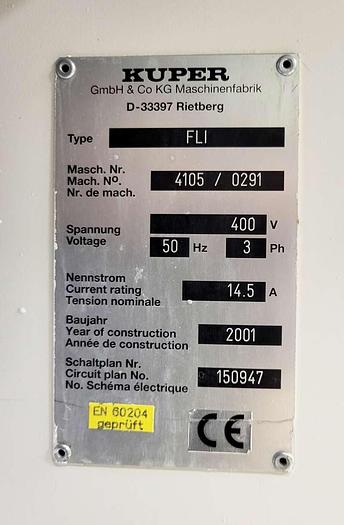 KUPER
GmbH & Co KG Maschinenfabrik
D-33397 Rietberg
Type FLI
Masch. Nr.
Mach. Nº. 4105 / 0291
Nr. de mach.
Spannung 400 V
Voltage 50 Hz 3 Ph
Nennstrom
Current rating 14.5 A
Tension nominale
Baujahr
Year of construction 2001
Année de construction
Schaltplan Nr.
Circuit plan No. 150947
No. Schéma électrique
EN 60204
geprüft
CE